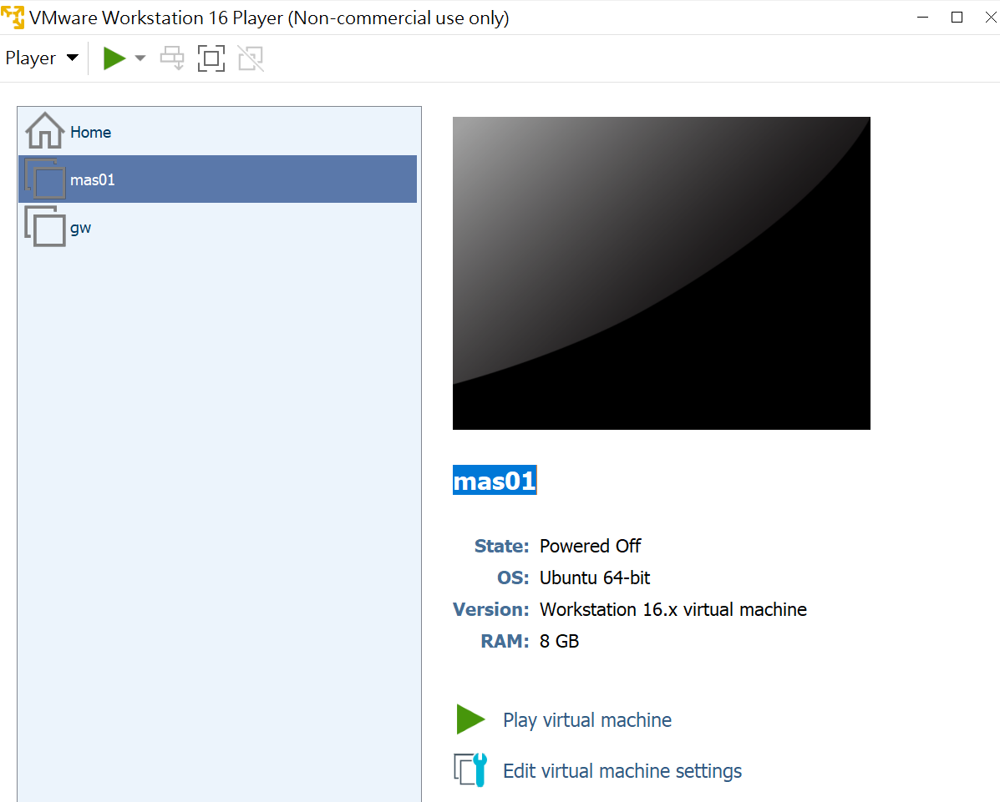 VMware Workstation 16 Player (Non-commercial use only)
Player
Home
mas01
gw
mas01
State: Powered Off
OS: Ubuntu 64-bit
Version: Workstation 16.x virtual machine
RAM: 8 GB
Play virtual machine
Edit virtual machine settings